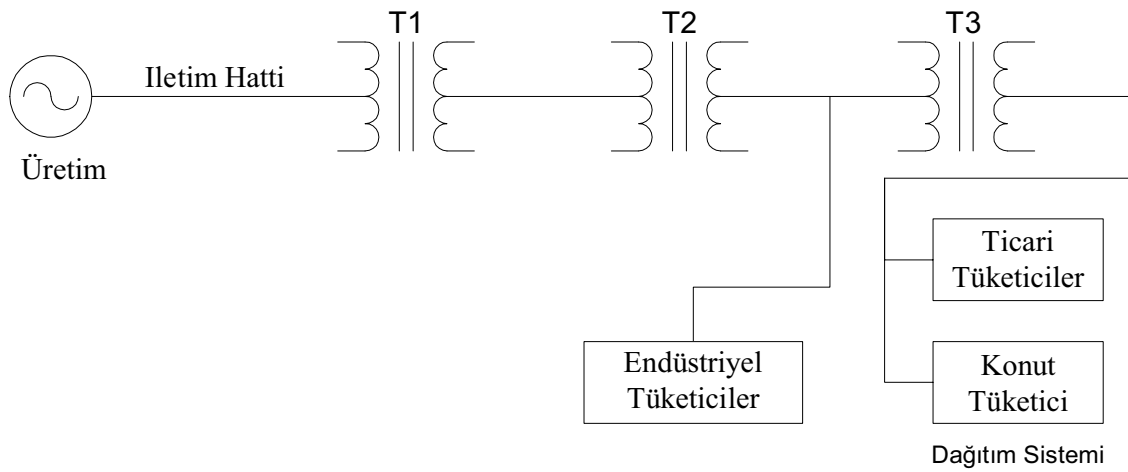 T1
T2
T3
Iletim Hatti
Üretim
Ticari
Tüketiciler
Endüstriyel
Tüketiciler
Konut
Tüketici
Dağıtım Sistemi